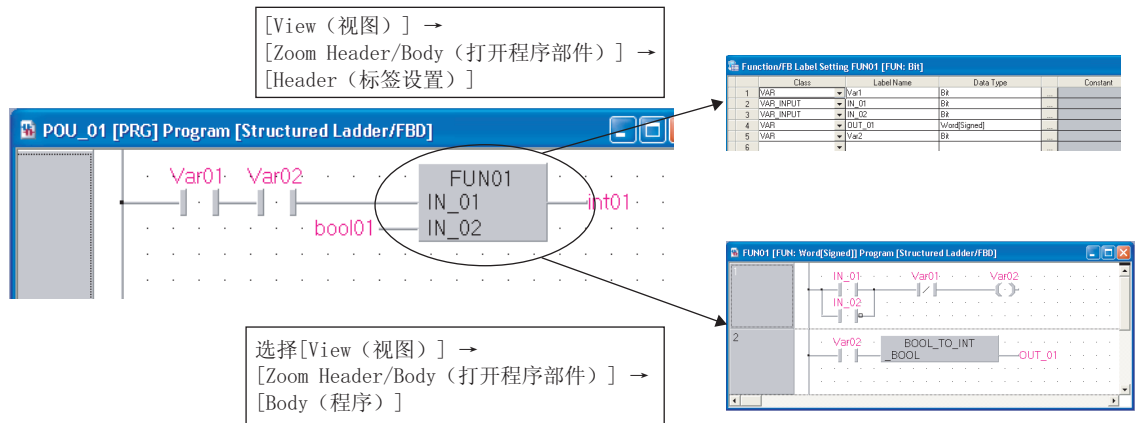 [View（视图）] →
[Zoom Header/Body（打开程序部件）] →
[Header（标签设置）]
POU_01 [PRG] Program [Structured Ladder/FBD]
Var01 Var02
FUN01
IN_01
int01
bool01
IN_02
选择[View（视图）] →
[Zoom Header/Body（打开程序部件）] →
[Body（程序）]
Function/FB Label Setting FUN01 [FUN: Bit]
Class Label Name Data Type Constant
1 VAR Var1 Bit ...
2 VAR_INPUT IN_01 Bit ...
3 VAR_INPUT IN_02 Bit ...
4 VAR OUT_01 Word[Signed] ...
5 VAR Var2 Bit ...
6 ...
FUN01 [FUN: Word[Signed]] Program [Structured Ladder/FBD]
1
IN_01 Var01 Var02
IN_02
2
Var02 BOOL_TO_INT
_BOOL OUT_01